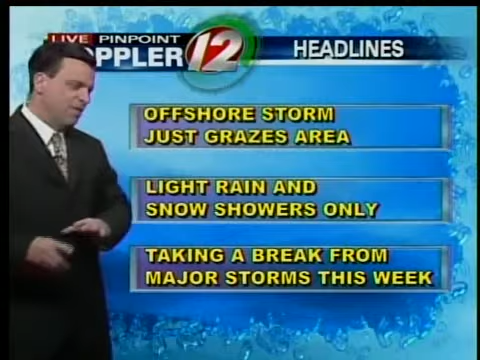 LIVE PINPOINT
OPPLER 12
HEADLINES
OFFSHORE STORM
JUST GRAZES AREA
LIGHT RAIN AND
SNOW SHOWERS ONLY
TAKING A BREAK FROM
MAJOR STORMS THIS WEEK